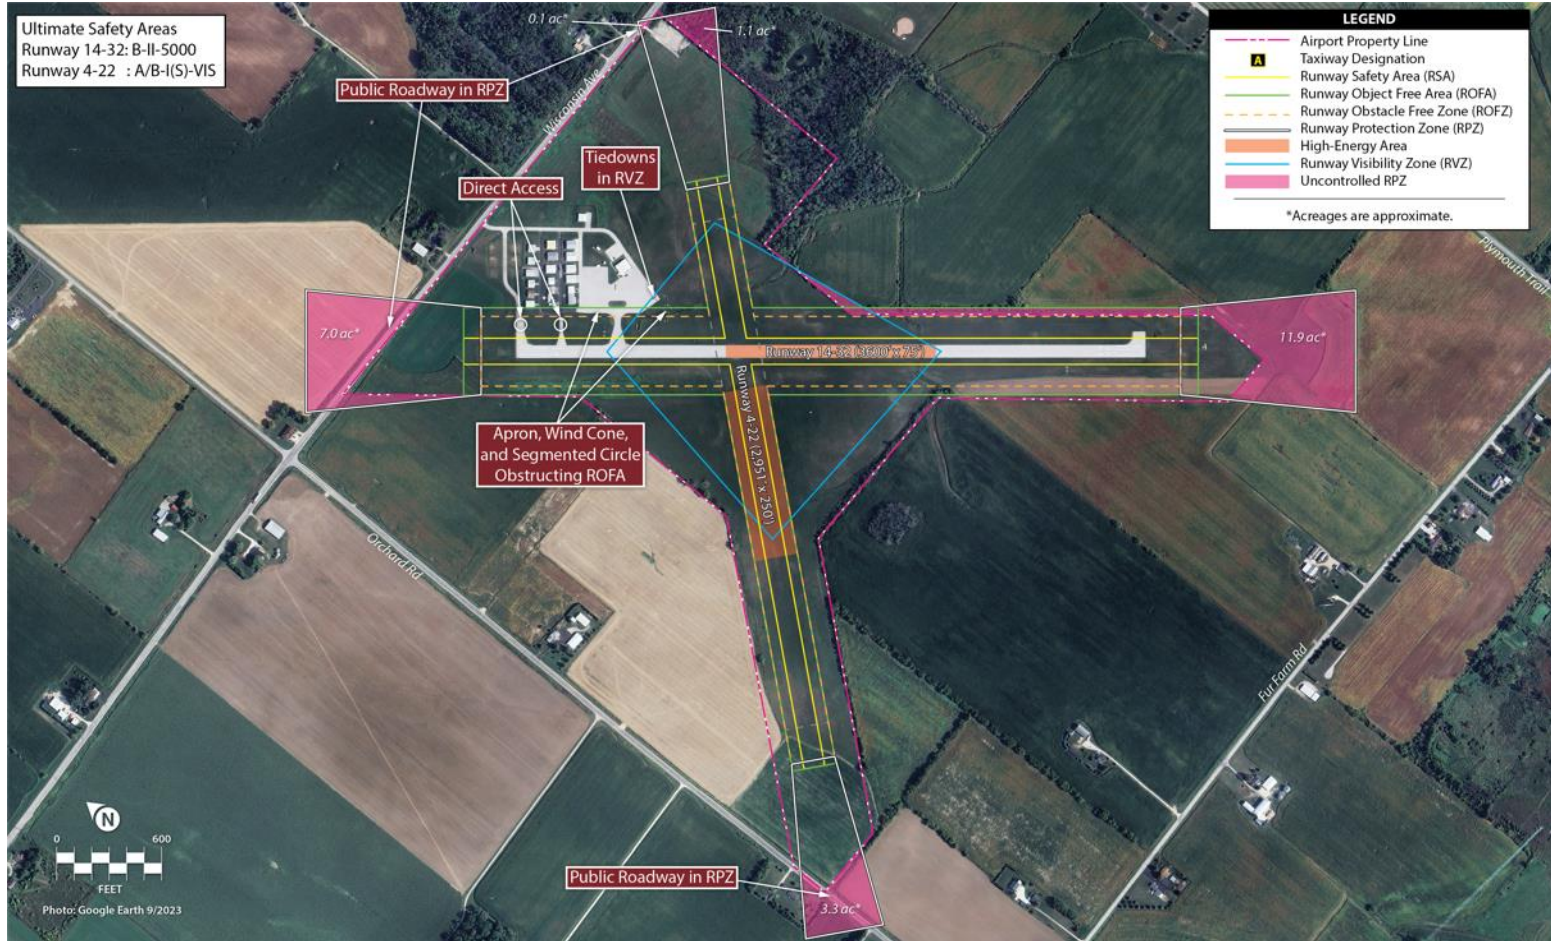 Ultimate Safety Areas
Runway 14-32: B-II-5000
Runway 4-22 : A/B-I(S)-VIS
0.1 ac*
1.1 ac*
Public Roadway in RPZ
Wisconsin Ave
Tiedowns
in RVZ
Direct Access
LEGEND
Airport Property Line
A
Taxiway Designation
Runway Safety Area (RSA)
Runway Object Free Area (ROFA)
Runway Obstacle Free Zone (ROFZ)
Runway Protection Zone (RPZ)
High-Energy Area
Runway Visibility Zone (RVZ)
Uncontrolled RPZ
*Acreages are approximate.
Plymouth Trail
7.0 ac*
11.9 ac*
Runway 14-32 (3600' x 75')
Runway 4-22 (2,951' x 250')
Apron, Wind Cone,
and Segmented Circle
Obstructing ROFA
Orchard Rd
Fur Farm Rd
N
0 600
FEET
Photo: Google Earth 9/2023
Public Roadway in RPZ
3.3 ac*